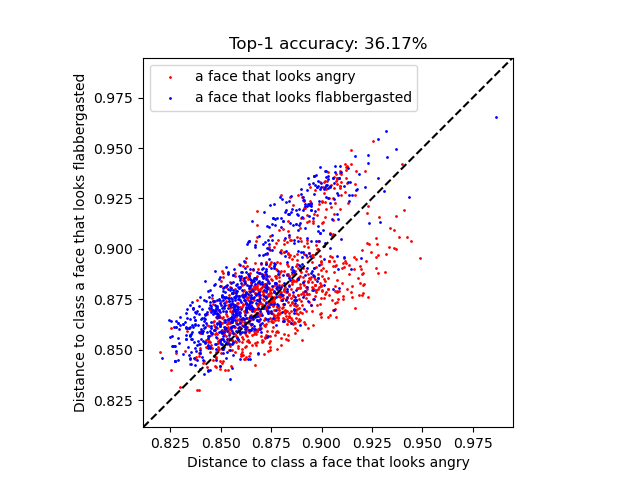 Top-1 accuracy: 36.17%
a face that looks angry
a face that looks flabbergasted
Distance to class a face that looks flabbergasted
0.975
0.950
0.925
0.900
0.875
0.850
0.825
0.825 0.850 0.875 0.900 0.925 0.950 0.975
Distance to class a face that looks angry